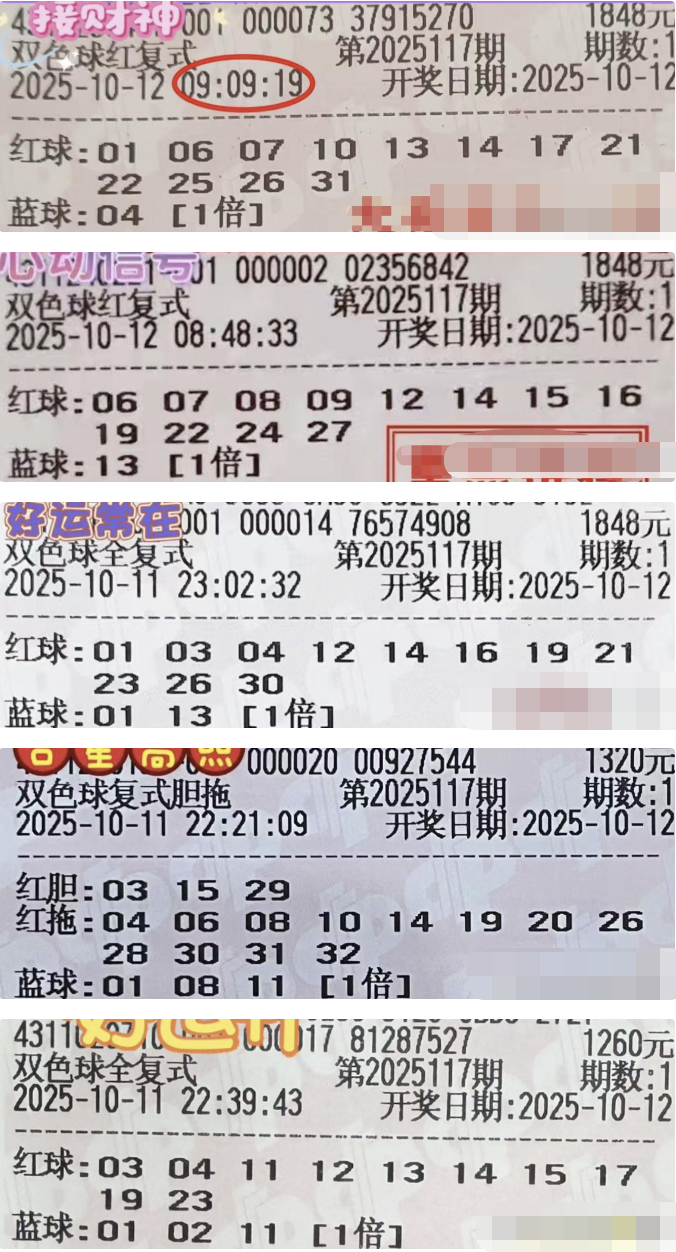 接财神
001 000073 37915270 1848元
双色球红复式 第2025117期 期数:1
2025-10-12 09:09:19 开奖日期:2025-10-12
红球:01 06 07 10 13 14 17 21
22 25 26 31
蓝球:04 [1倍]
心动信号
01 000002 02356842 1848元
双色球红复式 第2025117期 期数:1
2025-10-12 08:48:33 开奖日期:2025-10-12
红球:06 07 08 09 12 14 15 16
19 22 24 27
蓝球:13 [1倍]
好运常在
001 000014 76574908 1848元
双色球全复式 第2025117期 期数:1
2025-10-11 23:02:32 开奖日期:2025-10-12
红球:01 03 04 12 14 16 19 21
23 26 30
蓝球:01 13 [1倍]
吉星高照
000020 00927544 1320元
双色球复式胆拖 第2025117期 期数:1
2025-10-11 22:21:09 开奖日期:2025-10-12
红胆:03 15 29
红拖:04 06 08 10 14 19 20 26
28 30 31 32
蓝球:01 08 11 [1倍]
17 81287527 1260元
双色球全复式 第2025117期 期数:1
2025-10-11 22:39:43 开奖日期:2025-10-12
红球:03 04 11 12 13 14 15 17
19 23
蓝球:01 02 11 [1倍]